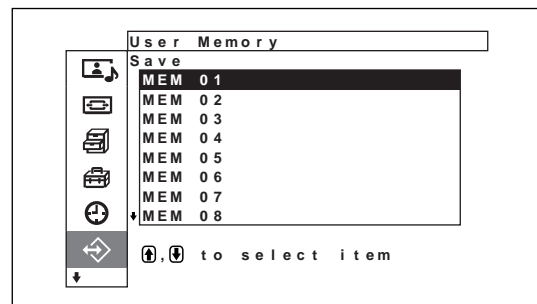 User Memory
Save
MEM 01
MEM 02
MEM 03
MEM 04
MEM 05
MEM 06
MEM 07
MEM 08
, to select item